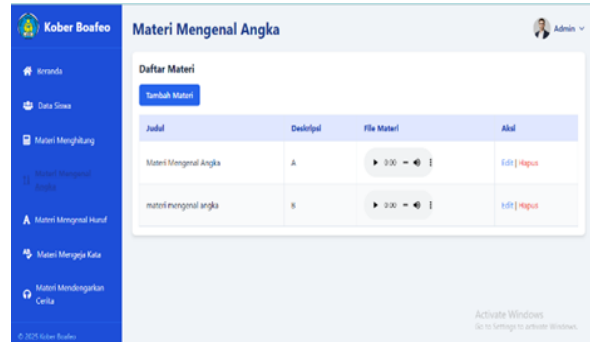 Kober Boafeo
Materi Mengenal Angka
Admin
Beranda
Data Siswa
Materi Menghitung
Materi Mengenal
Angka
Materi Mengenal Huruf
Materi Mengeja Kata
Materi Mendengarkan
Cerita
© 2025 Kober Boafeo
Daftar Materi
Tambah Materi
Judul Deskripsi File Materi Aksi
Materi Mengenal Angka A 0:00 Edit | Hapus
materi mengenal angka B 0:00 Edit | Hapus
Activate Windows
Go to Settings to activate Windows.